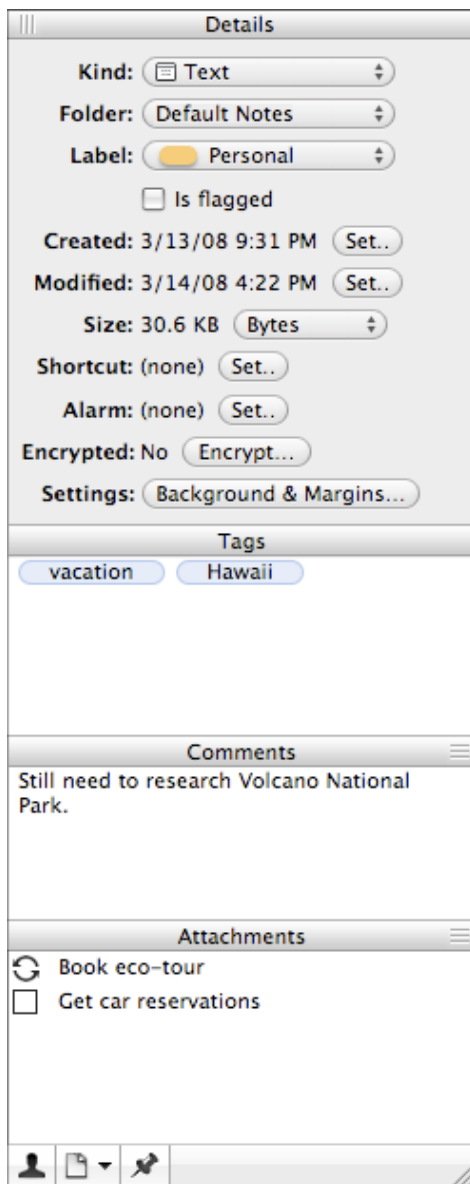 Details
Kind: Text
Folder: Default Notes
Label: Personal
Is flagged
Created: 3/13/08 9:31 PM Set..
Modified: 3/14/08 4:22 PM Set..
Size: 30.6 KB Bytes
Shortcut: (none) Set..
Alarm: (none) Set..
Encrypted: No Encrypt...
Settings: Background & Margins...
Tags
vacation Hawaii
Comments
Still need to research Volcano National
Park.
Attachments
Book eco-tour
Get car reservations